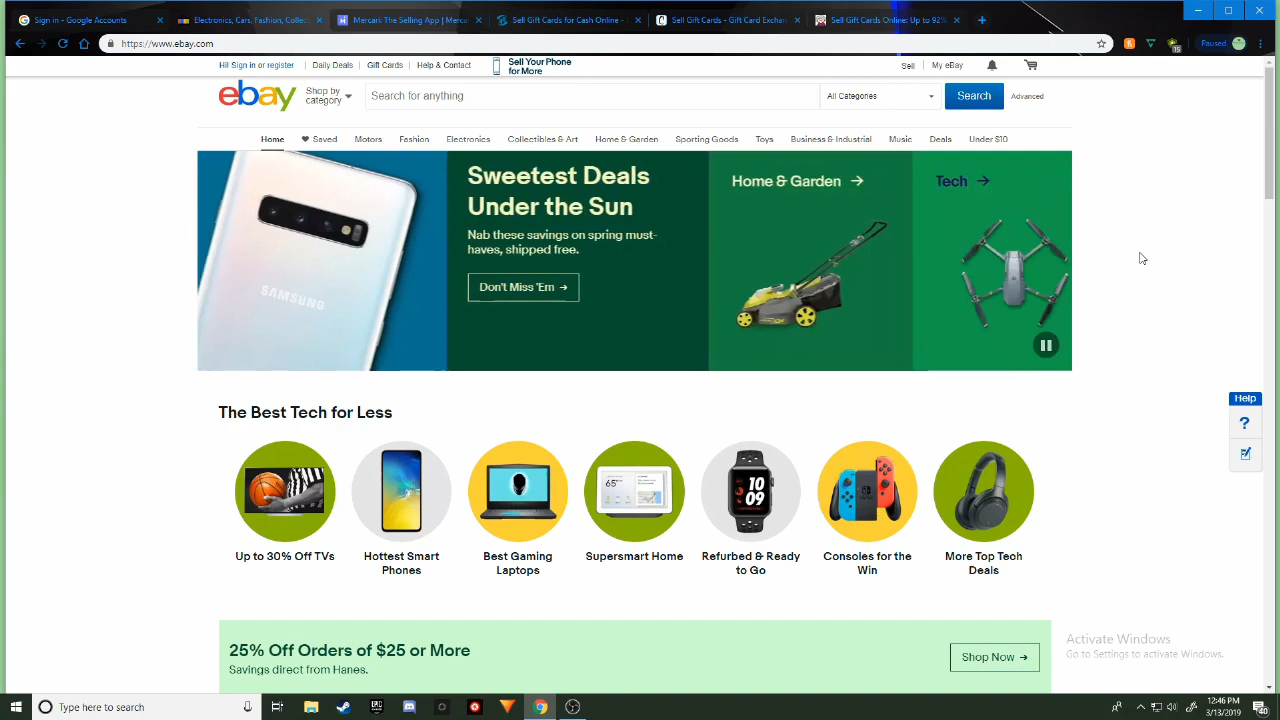 Sign in - Google Accounts
Electronics, Cars, Fashion, Collec
Mercari: The Selling App | Merca
Sell Gift Cards for Cash Online -
Sell Gift Cards - Gift Card Exchan
Sell Gift Cards Online: Up to 92%
https://www.ebay.com
15
Paused
Hi! Sign in or register
Daily Deals
Gift Cards
Help & Contact
Sell Your Phone
for More
Sell
My eBay
ebay
Shop by
category
Search for anything
All Categories
Search
Advanced
Home
Saved
Motors
Fashion
Electronics
Collectibles & Art
Home & Garden
Sporting Goods
Toys
Business & Industrial
Music
Deals
Under $10
SAMSUNG
Sweetest Deals
Under the Sun
Nab these savings on spring must-
haves, shipped free.
Don't Miss 'Em →
Home & Garden →
Tech →
Help
?
The Best Tech for Less
65°
10
09
Up to 30% Off TVs
Hottest Smart
Phones
Best Gaming
Laptops
Supersmart Home
Refurbed & Ready
to Go
Consoles for the
Win
More Top Tech
Deals
25% Off Orders of $25 or More
Savings direct from Hanes.
Shop Now →
Activate Windows
Go to Settings to activate Windows.
Type here to search
EPIC
12:46 PM
3/13/2019
40